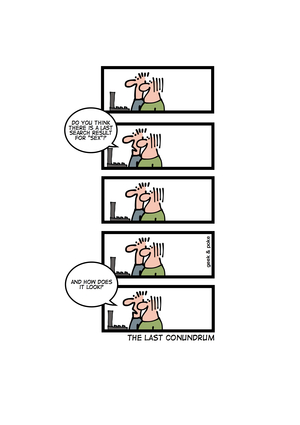 DO YOU THINK
THERE IS A LAST
SEARCH RESULT
FOR "SEX"?
geek & poke
AND HOW DOES
IT LOOK?
THE LAST CONUNDRUM